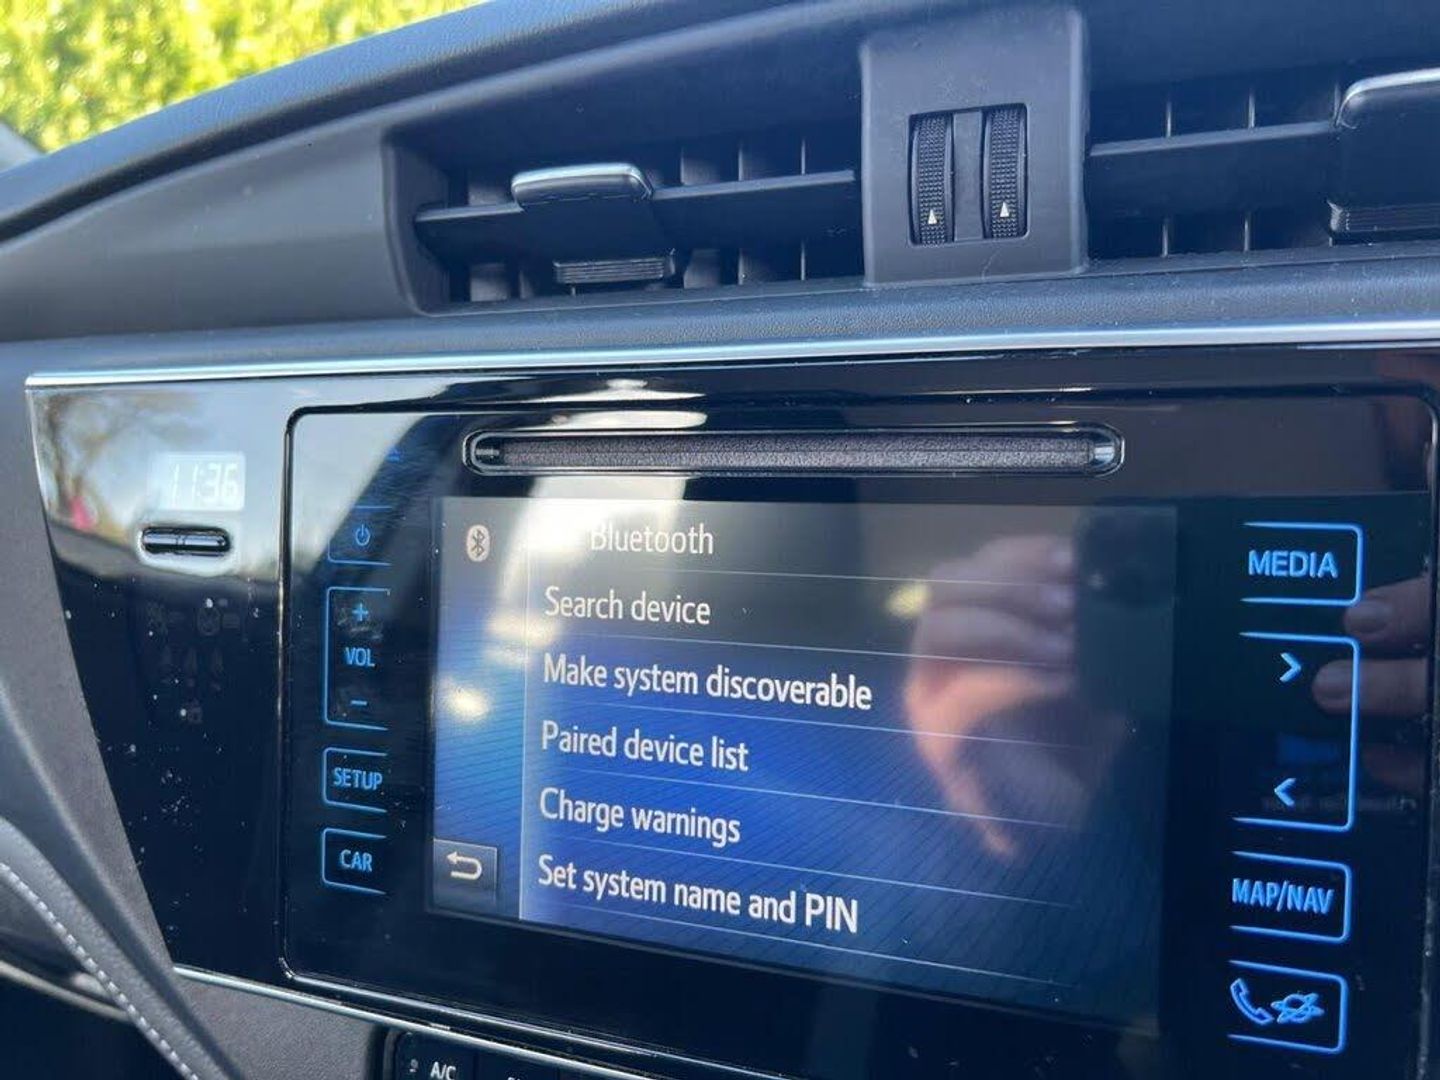 11:36
Bluetooth
Search device
Make system discoverable
Paired device list
Charge warnings
Set system name and PIN
+
VOL
-
SETUP
CAR
MEDIA
>
<
MAP/NAV
A/C